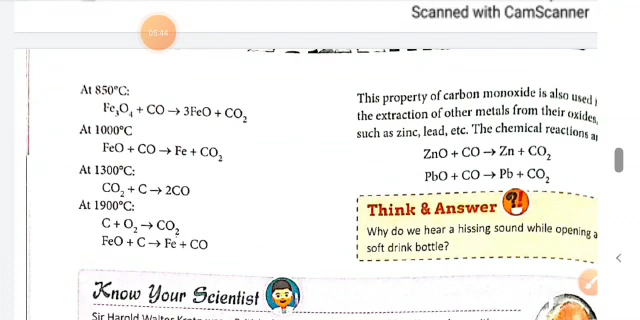 Scanned with CamScanner
05:44
At 850°C:
Fe₃O₄ + CO → 3FeO + CO₂
At 1000°C
FeO + CO → Fe + CO₂
At 1300°C:
CO₂ + C → 2CO
At 1900°C:
C + O₂ → CO₂
FeO + C → Fe + CO
This property of carbon monoxide is also used
the extraction of other metals from their oxides,
such as zinc, lead, etc. The chemical reactions
ZnO + CO → Zn + CO₂
PbO + CO → Pb + CO₂
Think & Answer ?!
Why do we hear a hissing sound while opening a
soft drink bottle?
Know Your Scientist
Sir Harold Walter